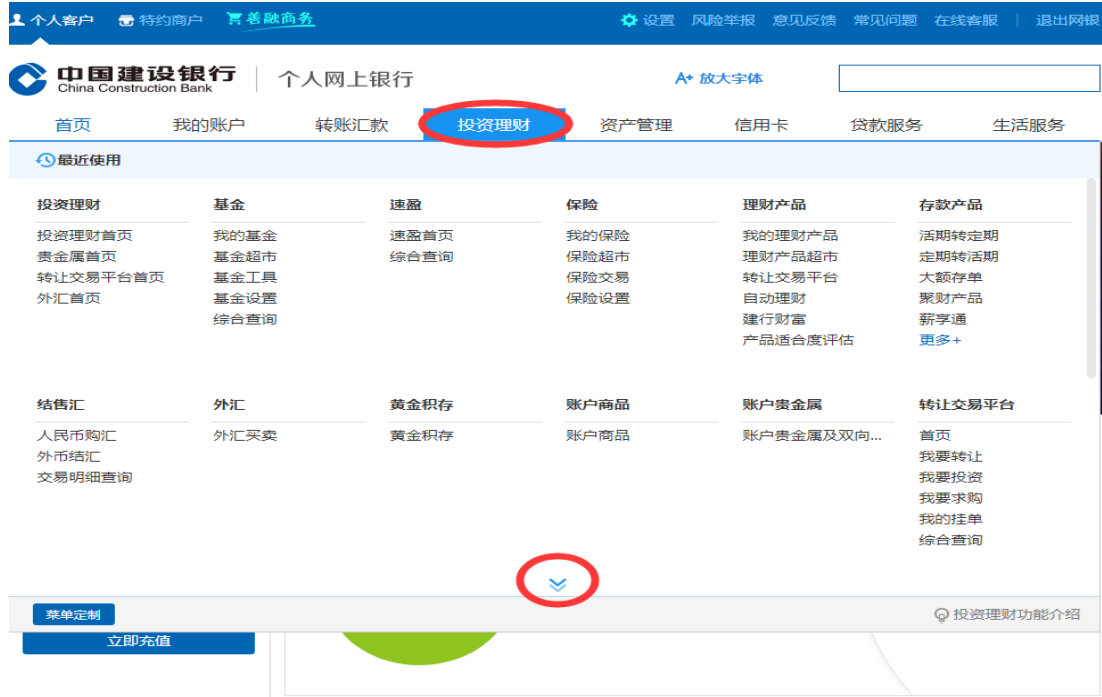 个人客户 特约商户 善融商务 设置 风险举报 意见反馈 常见问题 在线客服 | 退出网银
中国建设银行 个人网上银行 A+ 放大字体
China Construction Bank
首页 我的账户 转账汇款 投资理财 资产管理 信用卡 贷款服务 生活服务
最近使用
投资理财 基金 速盈 保险 理财产品 存款产品
投资理财首页 我的基金 速盈首页 我的保险 我的理财产品 活期转定期
贵金属首页 基金超市 综合查询 保险超市 理财产品超市 定期转活期
转让交易平台首页 基金工具 保险交易 转让交易平台 大额存单
外汇首页 基金设置 保险设置 自动理财 聚财产品
综合查询 建行财富 薪享通
产品适合度评估 更多+
结售汇 外汇 黄金积存 账户商品 账户贵金属 转让交易平台
人民币购汇 外汇买卖 黄金积存 账户商品 账户贵金属及双向... 首页
外币结汇 我要转让
交易明细查询 我要投资
我要求购
我的挂单
综合查询
菜单定制 投资理财功能介绍
立即充值